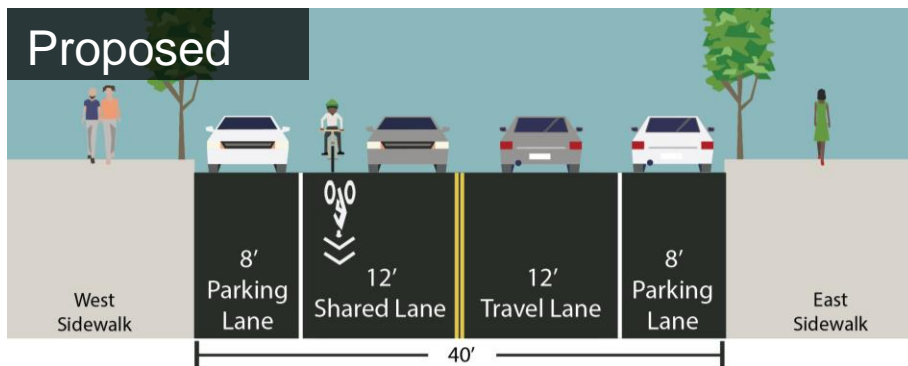 Proposed
West
Sidewalk
8’
Parking
Lane
12’
Shared Lane
12’
Travel Lane
8’
Parking
Lane
East
Sidewalk
40’